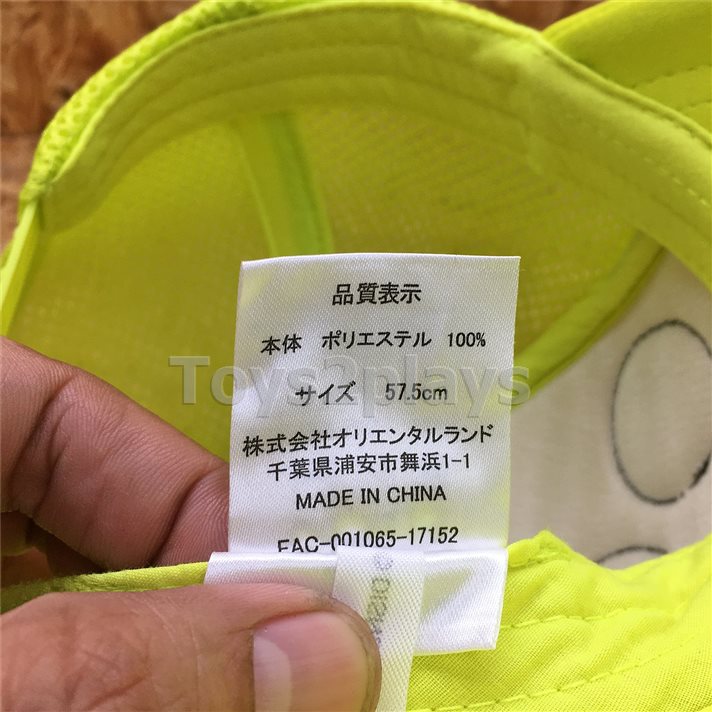 品質表示
本体 ポリエステル 100%
Toys2plays
サイズ 57.5cm
株式会社オリエンタルランド
千葉県浦安市舞浜1-1
MADE IN CHINA
FAC-001065-17152